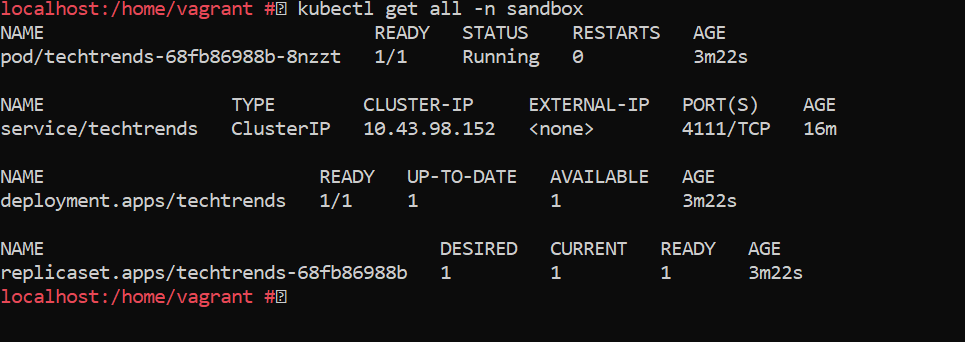 localhost:/home/vagrant # kubectl get all -n sandbox
NAME                              READY   STATUS    RESTARTS   AGE
pod/techtrends-68fb86988b-8nzzt   1/1     Running   0          3m22s
NAME                 TYPE        CLUSTER-IP     EXTERNAL-IP   PORT(S)    AGE
service/techtrends   ClusterIP   10.43.98.152   <none>        4111/TCP   16m
NAME                         READY   UP-TO-DATE   AVAILABLE   AGE
deployment.apps/techtrends   1/1     1            1           3m22s
NAME                                    DESIRED   CURRENT   READY   AGE
replicaset.apps/techtrends-68fb86988b   1         1         1       3m22s
localhost:/home/vagrant #